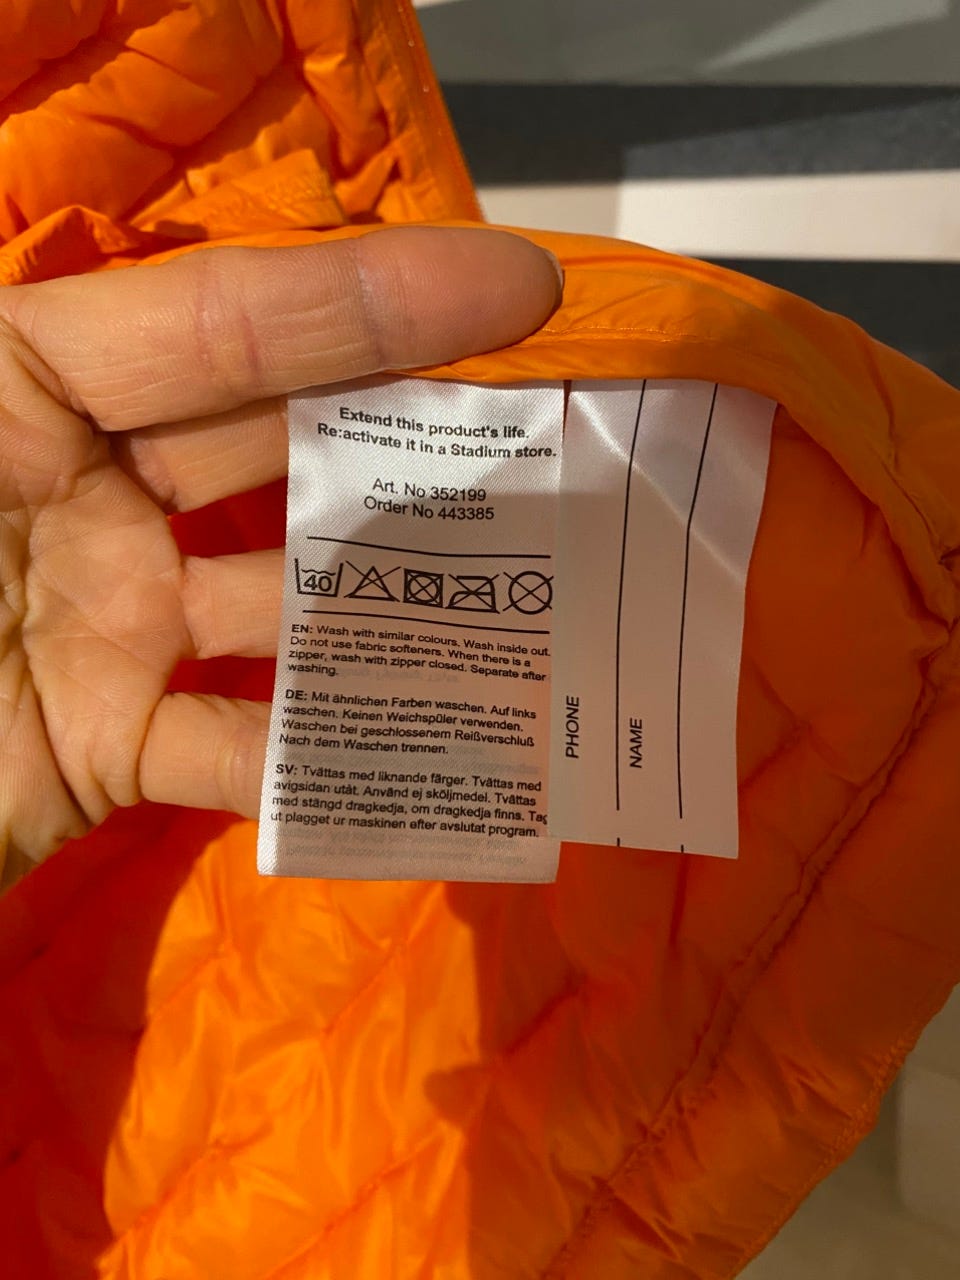 Extend this product's life.
Re:activate it in a Stadium store.
Art. No 352199
Order No 443385
40
EN: Wash with similar colours. Wash inside out.
Do not use fabric softeners. When there is a
zipper, wash with zipper closed. Separate after
washing.
DE: Mit ähnlichen Farben waschen. Auf links
waschen. Keinen Weichspüler verwenden.
Waschen bei geschlossenem Reißverschluß
Nach dem Waschen trennen.
SV: Tvättas med liknande färger. Tvättas med
avigsidan utåt. Använd ej sköljmedel. Tvättas
med stängd dragkedja, om dragkedja finns. Tag
ut plagget ur maskinen efter avslutat program.
PHONE
NAME